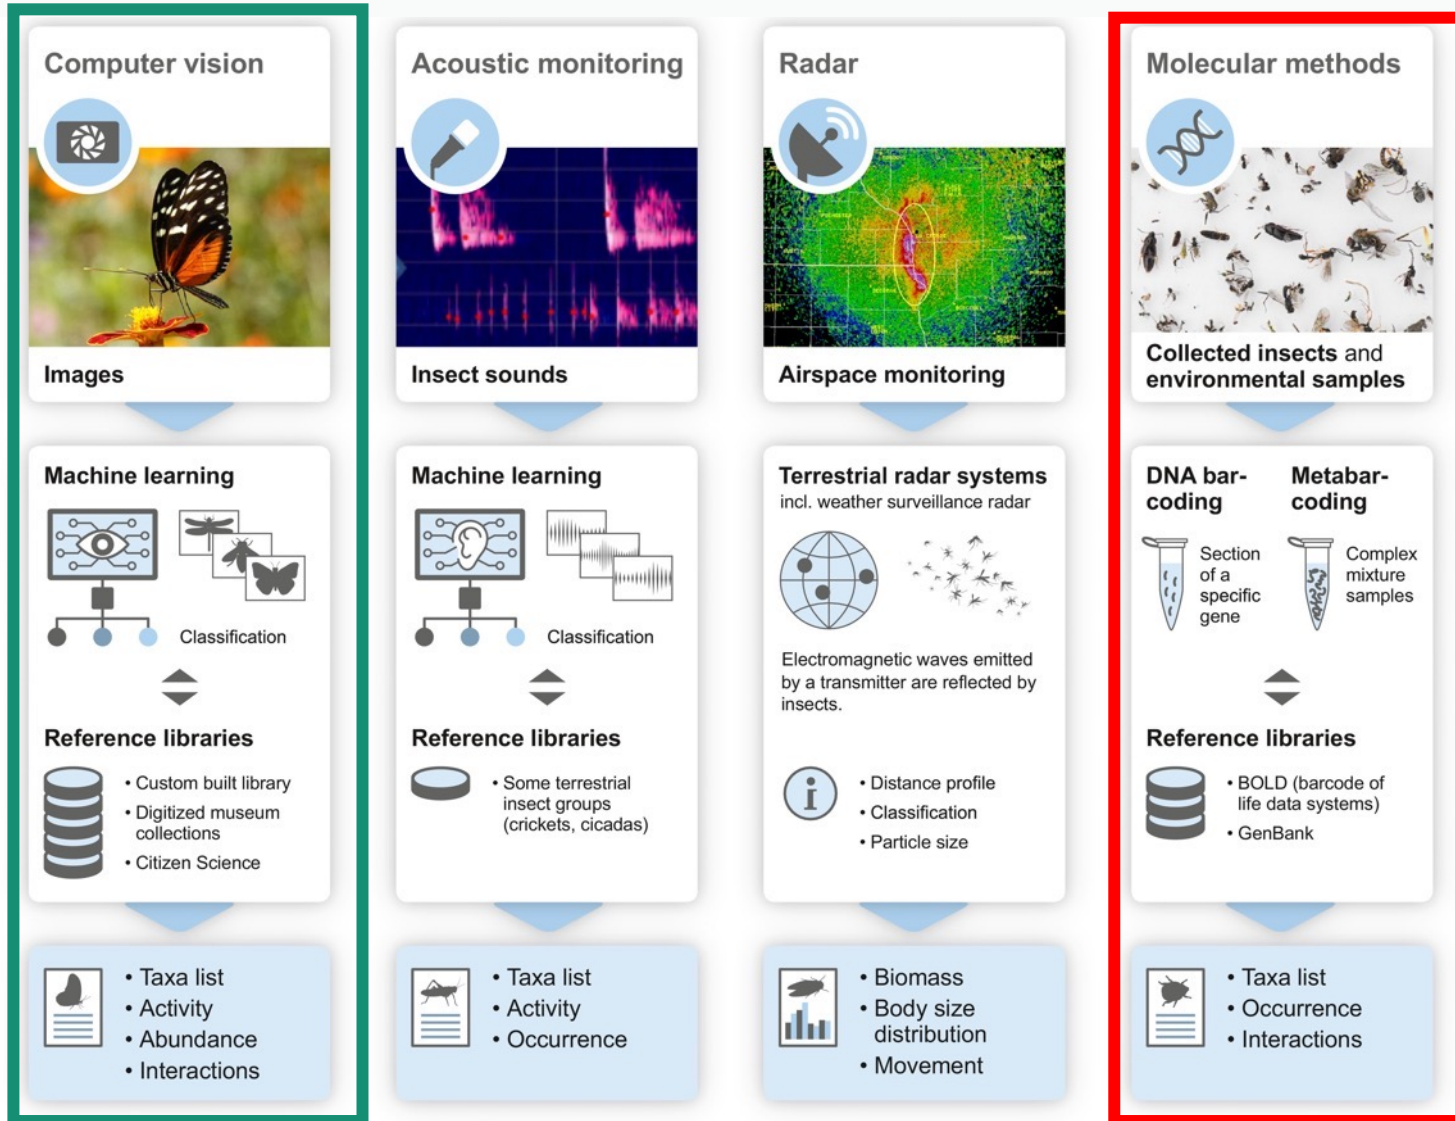 Computer vision
Images
Machine learning
Classification
Reference libraries
• Custom built library
• Digitized museum
collections
• Citizen Science
• Taxa list
• Activity
• Abundance
• Interactions
Acoustic monitoring
Insect sounds
Machine learning
Classification
Reference libraries
• Some terrestrial
insect groups
(crickets, cicadas)
• Taxa list
• Activity
• Occurrence
Radar
Airspace monitoring
Terrestrial radar systems
incl. weather surveillance radar
Electromagnetic waves emitted
by a transmitter are reflected by
insects.
• Distance profile
• Classification
• Particle size
• Biomass
• Body size
distribution
• Movement
Molecular methods
Collected insects and
environmental samples
DNA bar-
coding
Section
of a
specific
gene
Metabar-
coding
Complex
mixture
samples
Reference libraries
• BOLD (barcode of
life data systems)
• GenBank
• Taxa list
• Occurrence
• Interactions